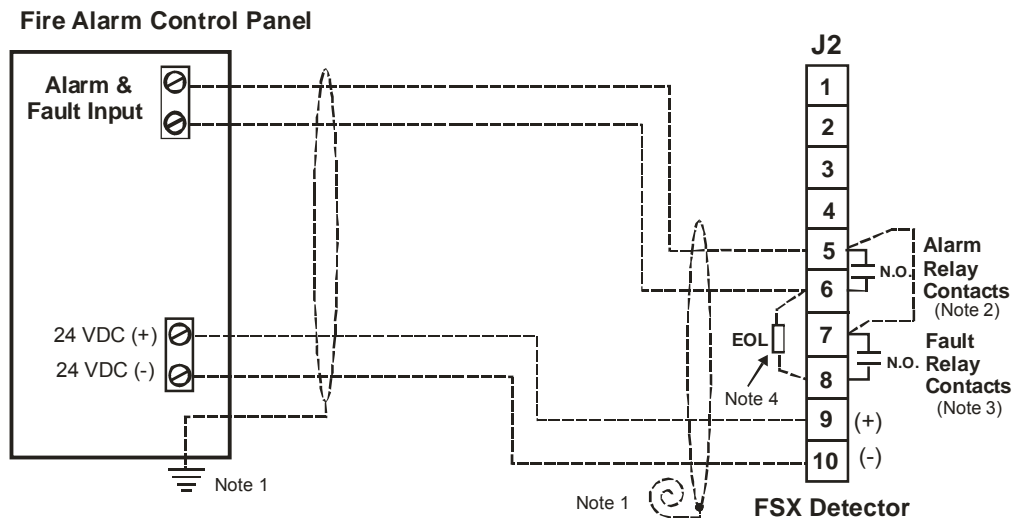 Fire Alarm Control Panel
Alarm &
Fault Input
24 VDC (+)
24 VDC (-)
Note 1
J2
1
2
3
4
5
6
7
8
9
10
(+)
(-)
N.O.
Alarm
Relay
Contacts
(Note 2)
N.O.
Fault
Relay
Contacts
(Note 3)
EOL
Note 4
Note 1
FSX Detector